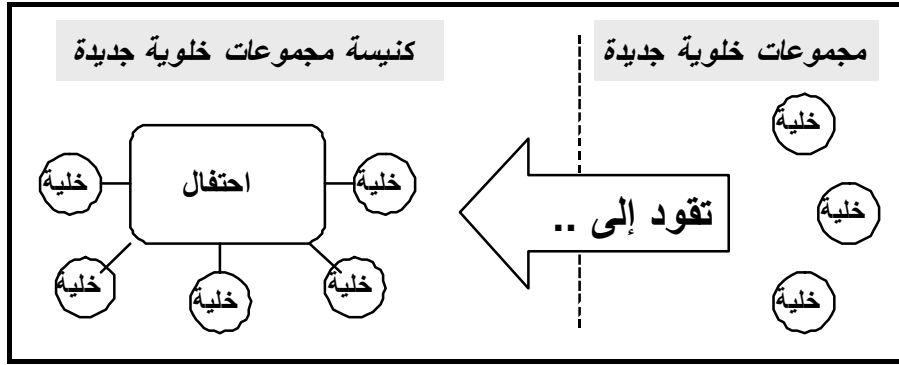 مجموعات خلوية جديدة
خلية
خلية
خلية
تقود إلى ..
كنيسة مجموعات خلوية جديدة
احتفال
خلية
خلية
خلية
خلية
خلية